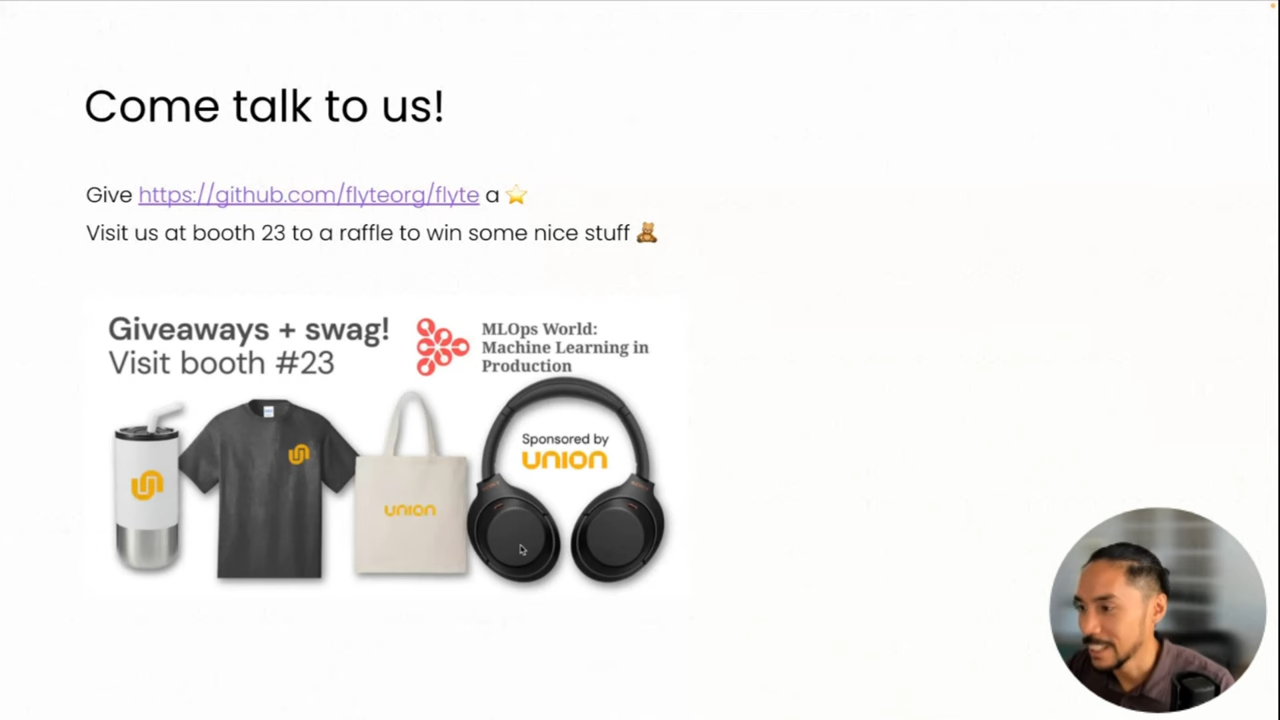 Come talk to us!
Give https://github.com/flyteorg/flyte a ⭐
Visit us at booth 23 to a raffle to win some nice stuff 🧸
Giveaways + swag!
Visit booth #23
MLOps World:
Machine Learning in
Production
Sponsored by
UNION
UNION